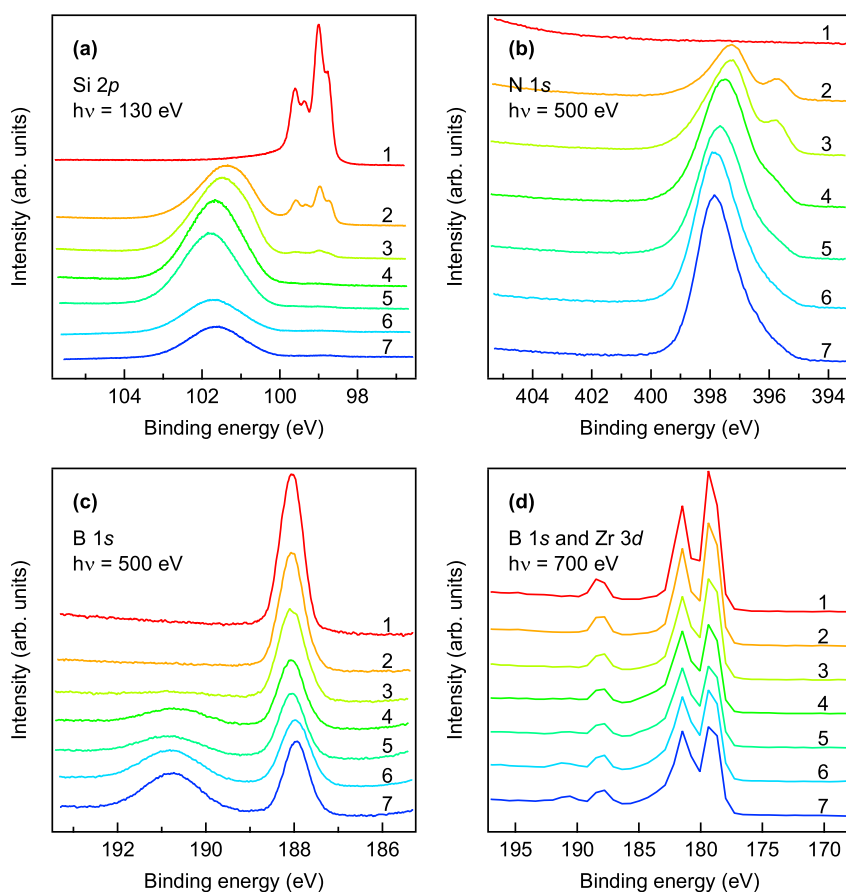 (a)
Si 2p
hν = 130 eV
1
2
3
4
5
6
7
104
102
100
98
Binding energy (eV)
Intensity (arb. units)
(b)
N 1s
hν = 500 eV
1
2
3
4
5
6
7
404
402
400
398
396
394
Binding energy (eV)
Intensity (arb. units)
(c)
B 1s
hν = 500 eV
1
2
3
4
5
6
7
192
190
188
186
Binding energy (eV)
Intensity (arb. units)
(d)
B 1s and Zr 3d
hν = 700 eV
1
2
3
4
5
6
7
195
190
185
180
175
170
Binding energy (eV)
Intensity (arb. units)